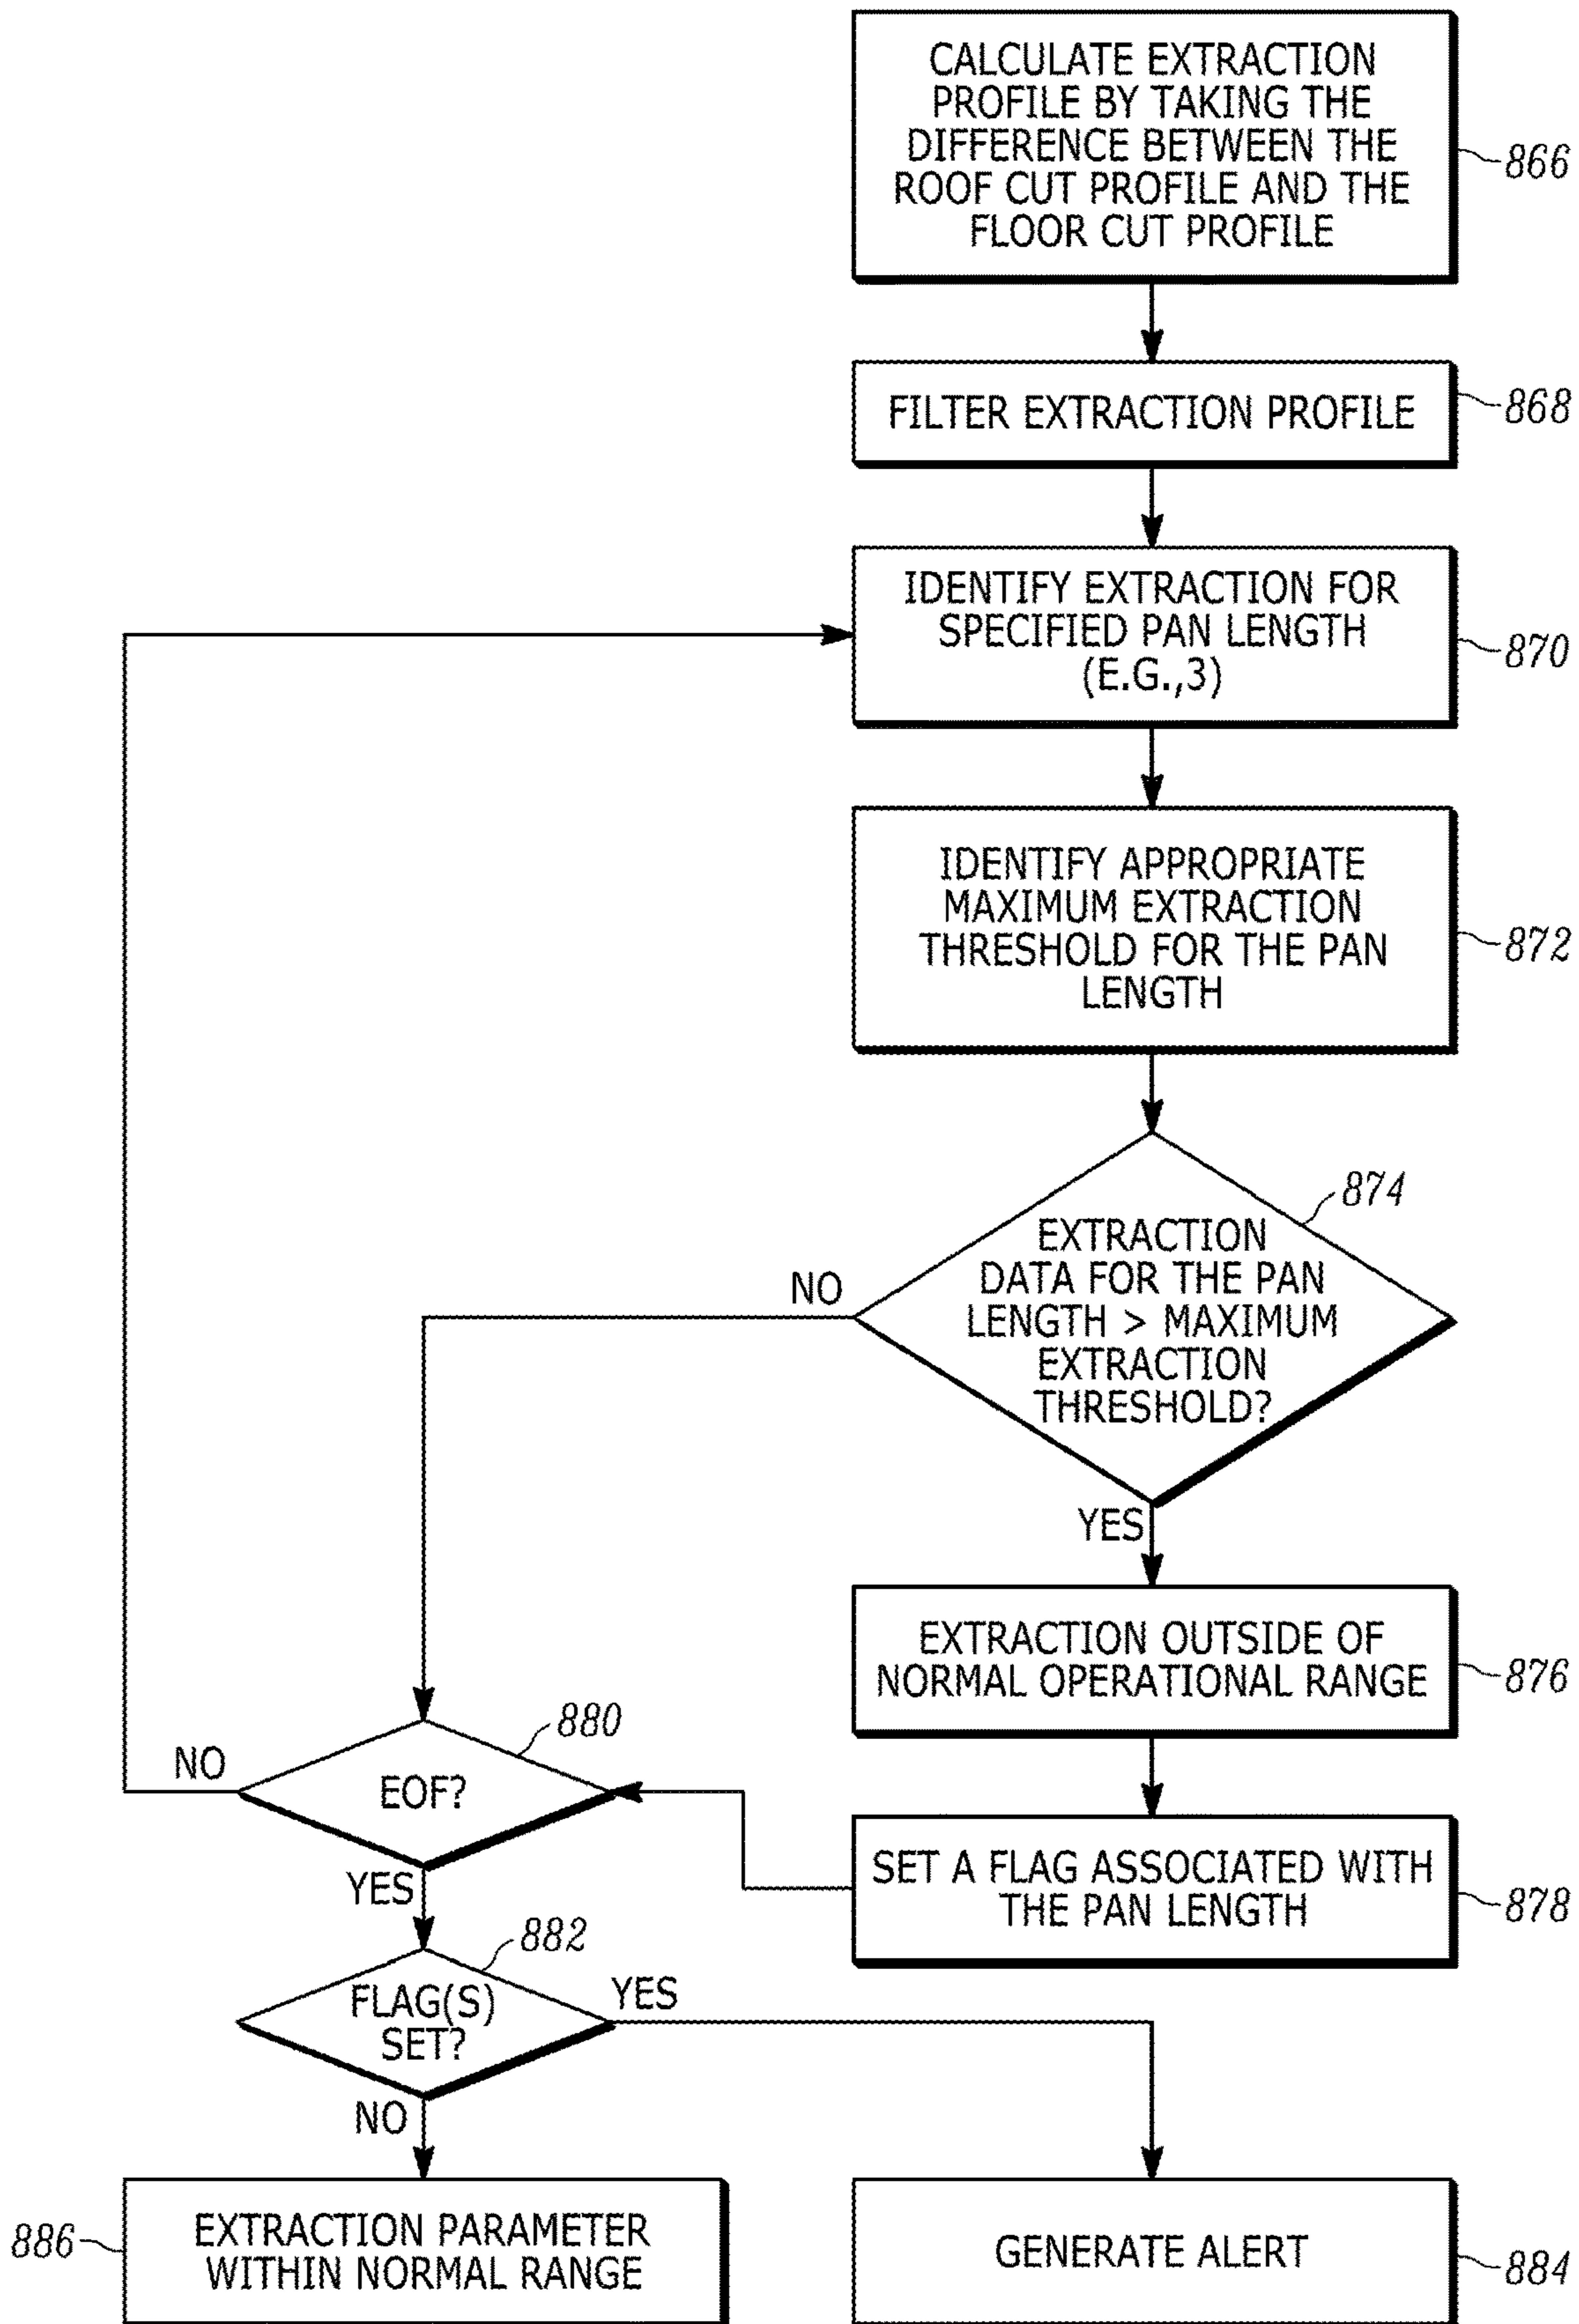 CALCULATE EXTRACTION
PROFILE BY TAKING THE
DIFFERENCE BETWEEN THE
ROOF CUT PROFILE AND THE
FLOOR CUT PROFILE
866
FILTER EXTRACTION PROFILE
868
IDENTIFY EXTRACTION FOR
SPECIFIED PAN LENGTH
(E.G.,3)
870
IDENTIFY APPROPRIATE
MAXIMUM EXTRACTION
THRESHOLD FOR THE PAN
LENGTH
872
874
EXTRACTION
DATA FOR THE PAN
LENGTH > MAXIMUM
EXTRACTION
THRESHOLD?
NO
YES
EXTRACTION OUTSIDE OF
NORMAL OPERATIONAL RANGE
876
SET A FLAG ASSOCIATED WITH
THE PAN LENGTH
878
880
EOF?
NO
YES
882
FLAG(S)
SET?
YES
NO
EXTRACTION PARAMETER
WITHIN NORMAL RANGE
886
GENERATE ALERT
884